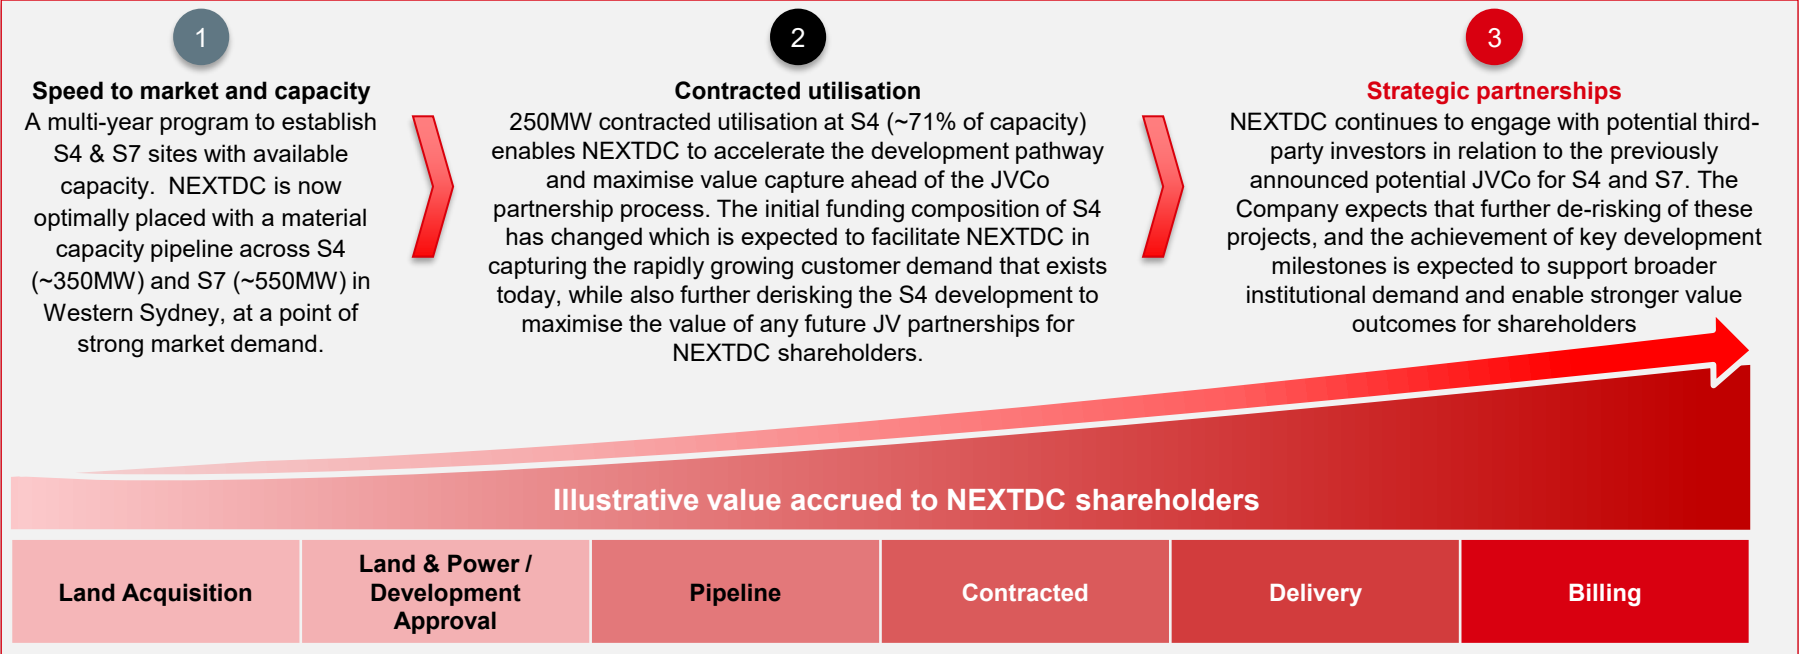 1
Speed to market and capacity
A multi-year program to establish
S4 & S7 sites with available
capacity.  NEXTDC is now
optimally placed with a material
capacity pipeline across S4
(~350MW) and S7 (~550MW) in
Western Sydney, at a point of
strong market demand.
2
Contracted utilisation
250MW contracted utilisation at S4 (~71% of capacity)
enables NEXTDC to accelerate the development pathway
and maximise value capture ahead of the JVCo
partnership process. The initial funding composition of S4
has changed which is expected to facilitate NEXTDC in
capturing the rapidly growing customer demand that exists
today, while also further derisking the S4 development to
maximise the value of any future JV partnerships for
NEXTDC shareholders.
3
Strategic partnerships
NEXTDC continues to engage with potential third-
party investors in relation to the previously
announced potential JVCo for S4 and S7. The
Company expects that further de-risking of these
projects, and the achievement of key development
milestones is expected to support broader
institutional demand and enable stronger value
outcomes for shareholders
Illustrative value accrued to NEXTDC shareholders
Land Acquisition
Land & Power /
Development
Approval
Pipeline
Contracted
Delivery
Billing